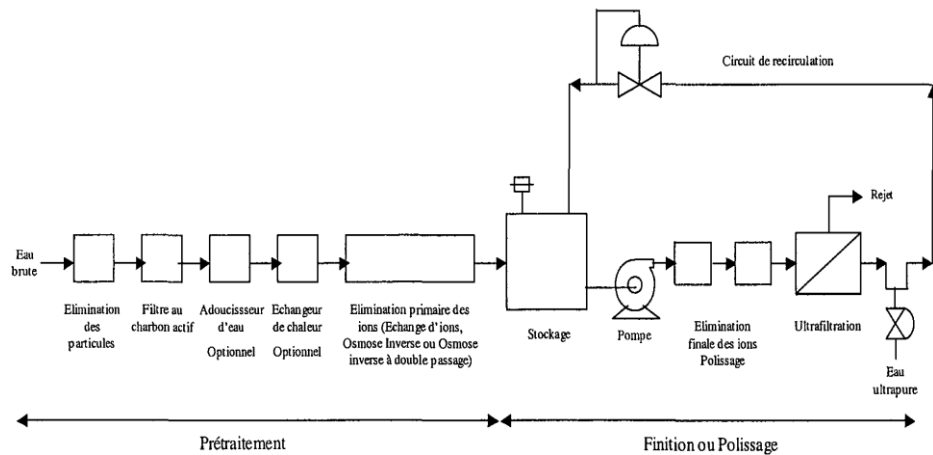 Circuit de recirculation
Rejet
Eau
brute
Elimination
des
particules
Filtre au
charbon actif
Adoucissseur
d'eau
Optionnel
Echangeur
de chaleur
Optionnel
Elimination primaire des
ions (Echange d'ions,
Osmose Inverse ou Osmose
inverse à double passage)
Stockage
Pompe
Elimination
finale des ions
Polissage
Ultrafiltration
Eau
ultrapure
Prétraitement
Finition ou Polissage